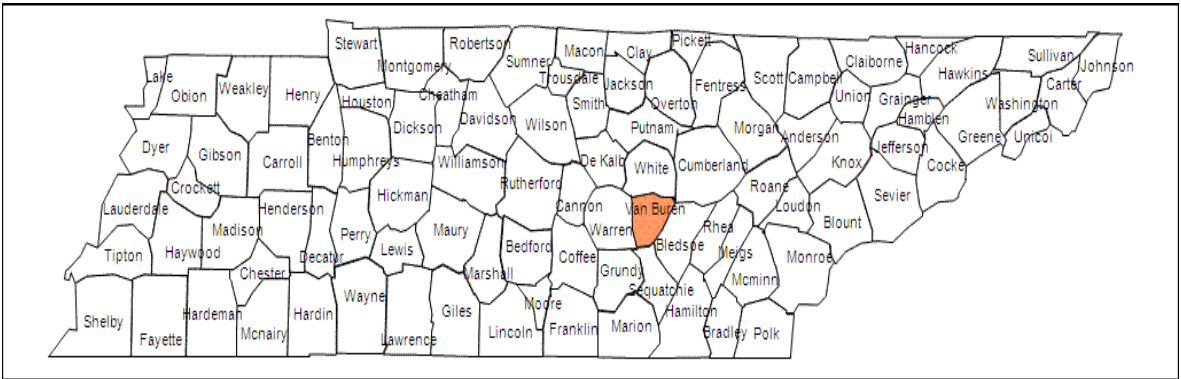 Stewart
Robertson
Macon
Clay
Pickett
Hancock
Sullivan
Johnson
Lake
Obion
Weakley
Henry
Montgomery
Sumner
Trousdale
Jackson
Fentress
Scott
Campbell
Claiborne
Hawkins
Carter
Houston
Cheatham
Smith
Overton
Union
Grainger
Washington
Hamblen
Unicoi
Dyer
Gibson
Carroll
Benton
Humphreys
Dickson
Davidson
Wilson
Putnam
Morgan
Anderson
Jefferson
Greene
Cocke
Crockett
Williamson
De Kalb
White
Cumberland
Knox
Lauderdale
Henderson
Hickman
Rutherford
Cannon
Van Buren
Roane
Loudon
Blount
Sevier
Madison
Perry
Maury
Warren
Rhea
Tipton
Haywood
Decatur
Lewis
Bedford
Coffee
Bledsoe
Meigs
Monroe
Chester
Marshall
Grundy
Mcminn
Shelby
Fayette
Hardeman
Mcnairy
Hardin
Wayne
Lawrence
Giles
Lincoln
Moore
Franklin
Marion
Sequatchie
Hamilton
Bradley
Polk